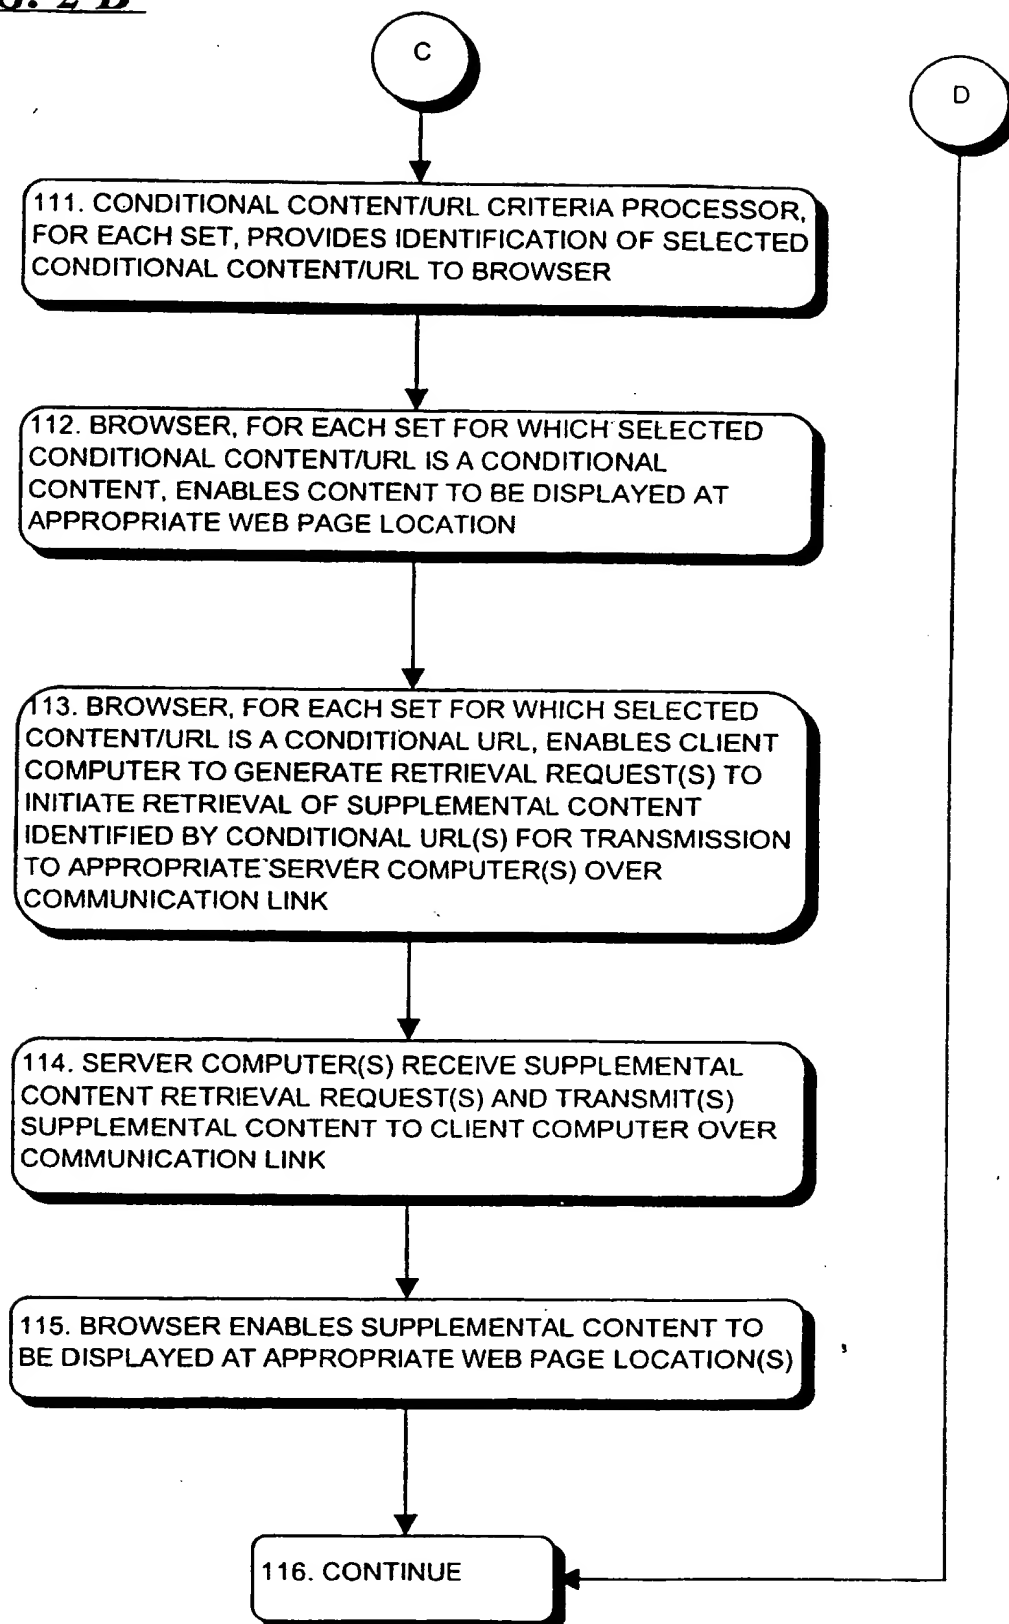 C
D
111. CONDITIONAL CONTENT/URL CRITERIA PROCESSOR,
FOR EACH SET, PROVIDES IDENTIFICATION OF SELECTED
CONDITIONAL CONTENT/URL TO BROWSER
112. BROWSER, FOR EACH SET FOR WHICH SELECTED
CONDITIONAL CONTENT/URL IS A CONDITIONAL
CONTENT, ENABLES CONTENT TO BE DISPLAYED AT
APPROPRIATE WEB PAGE LOCATION
113. BROWSER, FOR EACH SET FOR WHICH SELECTED
CONTENT/URL IS A CONDITIONAL URL, ENABLES CLIENT
COMPUTER TO GENERATE RETRIEVAL REQUEST(S) TO
INITIATE RETRIEVAL OF SUPPLEMENTAL CONTENT
IDENTIFIED BY CONDITIONAL URL(S) FOR TRANSMISSION
TO APPROPRIATE SERVER COMPUTER(S) OVER
COMMUNICATION LINK
114. SERVER COMPUTER(S) RECEIVE SUPPLEMENTAL
CONTENT RETRIEVAL REQUEST(S) AND TRANSMIT(S)
SUPPLEMENTAL CONTENT TO CLIENT COMPUTER OVER
COMMUNICATION LINK
115. BROWSER ENABLES SUPPLEMENTAL CONTENT TO
BE DISPLAYED AT APPROPRIATE WEB PAGE LOCATION(S)
116. CONTINUE